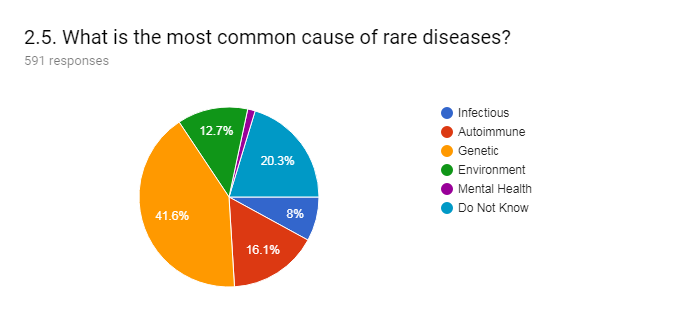 2.5. What is the most common cause of rare diseases?
591 responses
12.7%
20.3%
41.6%
8%
16.1%
Infectious
Autoimmune
Genetic
Environment
Mental Health
Do Not Know